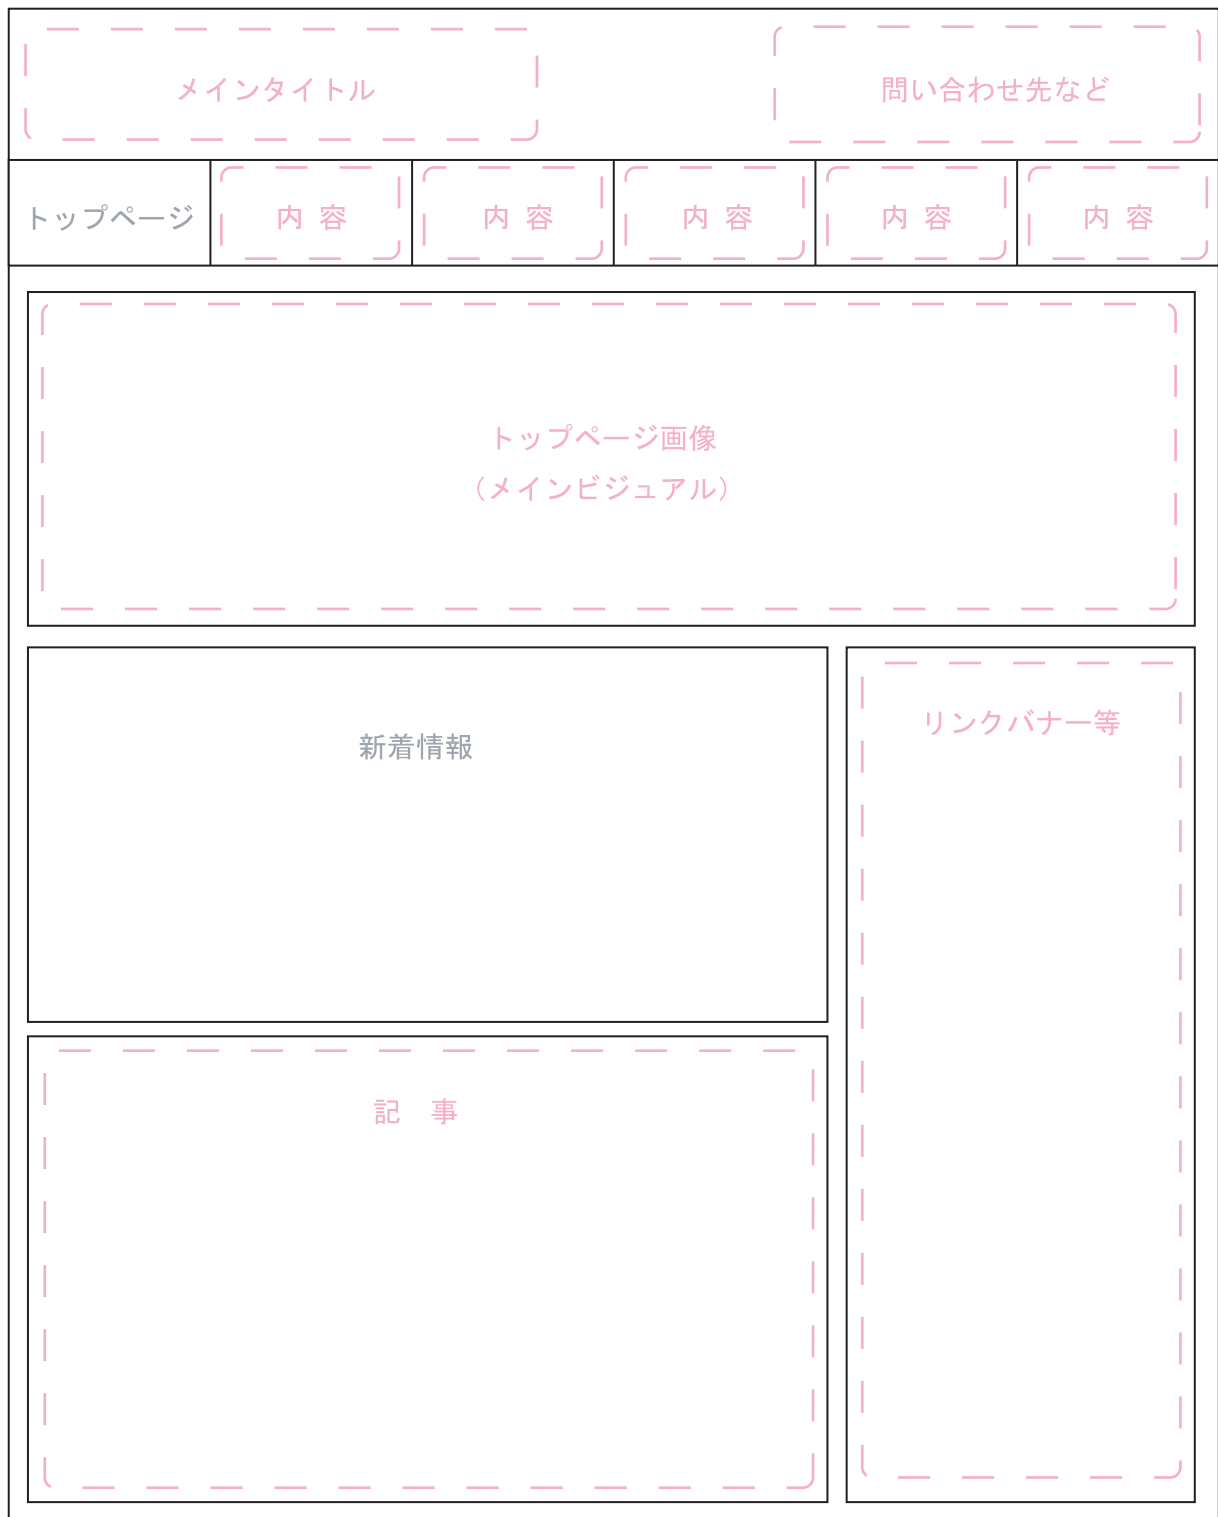 メインタイトル
問い合わせ先など
トップページ
内 容
内 容
内 容
内 容
内 容
トップページ画像
（メインビジュアル）
新着情報
リンクバナー等
記　事